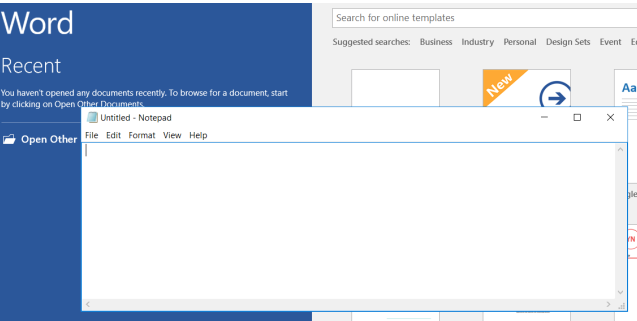 Word
Search for online templates
Suggested searches: Business Industry Personal Design Sets Event
Recent
You haven't opened any documents recently. To browse for a document, start
by clicking on Open Other Documents.
New
Aa
Untitled - Notepad
File Edit Format View Help
Open Other